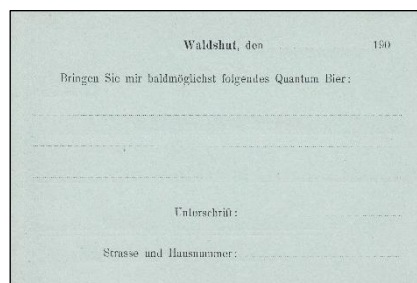 Waldshut, den 190
Bringen Sie mir baldmöglichst folgendes Quantum Bier:
Unterschrift:
Strasse und Hausnummer: